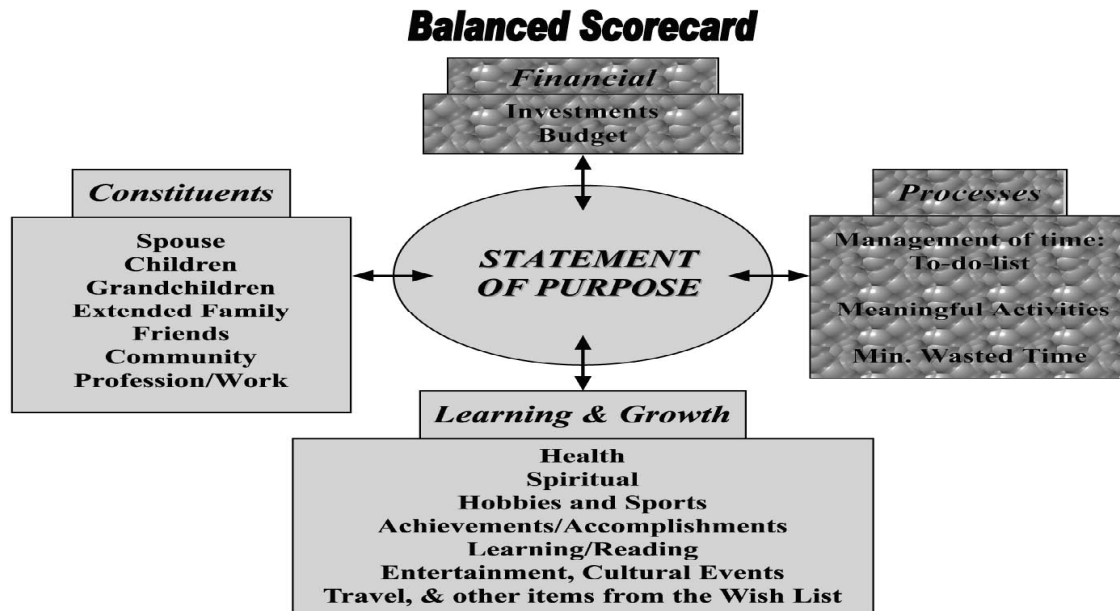 Balanced Scorecard
Financial
Investments
Budget
Constituents
Spouse
Children
Grandchildren
Extended Family
Friends
Community
Profession/Work
STATEMENT
OF PURPOSE
Processes
Management of time:
To-do-list
Meaningful Activities
Min. Wasted Time
Learning & Growth
Health
Spiritual
Hobbies and Sports
Achievements/Accomplishments
Learning/Reading
Entertainment, Cultural Events
Travel, & other items from the Wish List